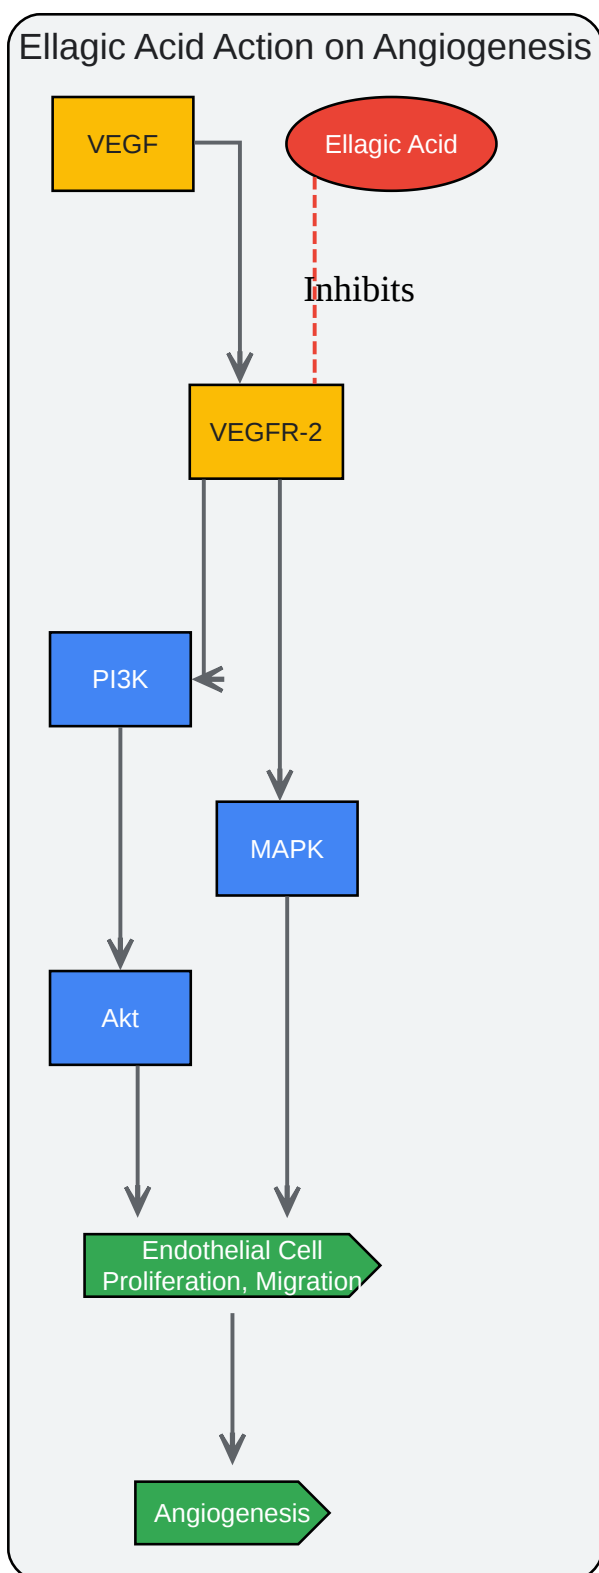 Ellagic Acid Action on Angiogenesis
VEGF
Ellagic Acid
Inhibits
VEGFR-2
PI3K
MAPK
Akt
Endothelial Cell
Proliferation, Migration
Angiogenesis